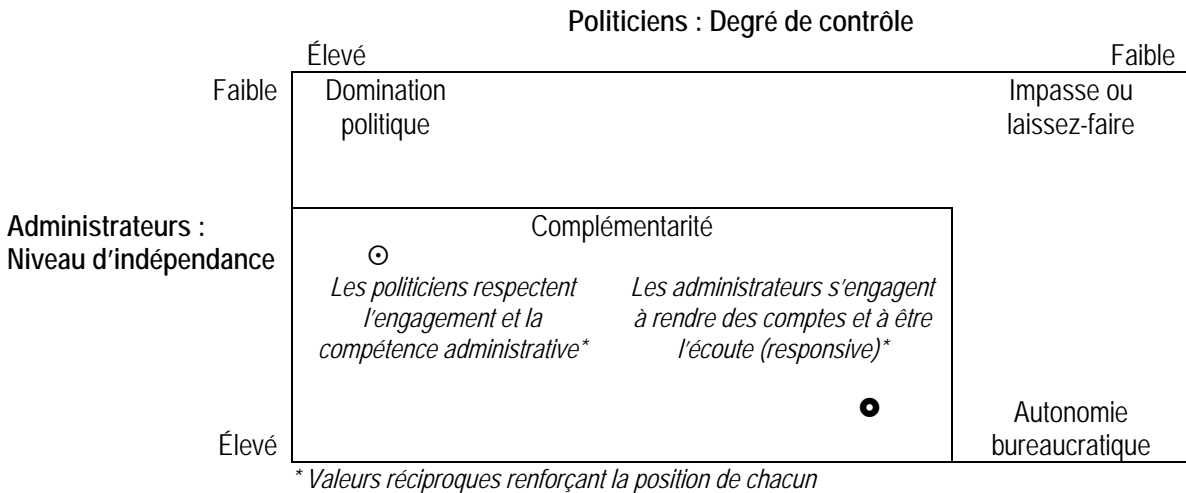 Politiciens : Degré de contrôle
Élevé Faible
Faible Domination Impasse ou
politique laissez-faire
Administrateurs : Complémentarité
Niveau d'indépendance
Les politiciens respectent Les administrateurs s'engagent
l'engagement et la à rendre des comptes et à être
compétence administrative* l'écoute (responsive)*
Autonomie
Élevé bureaucratique
* Valeurs réciproques renforçant la position de chacun